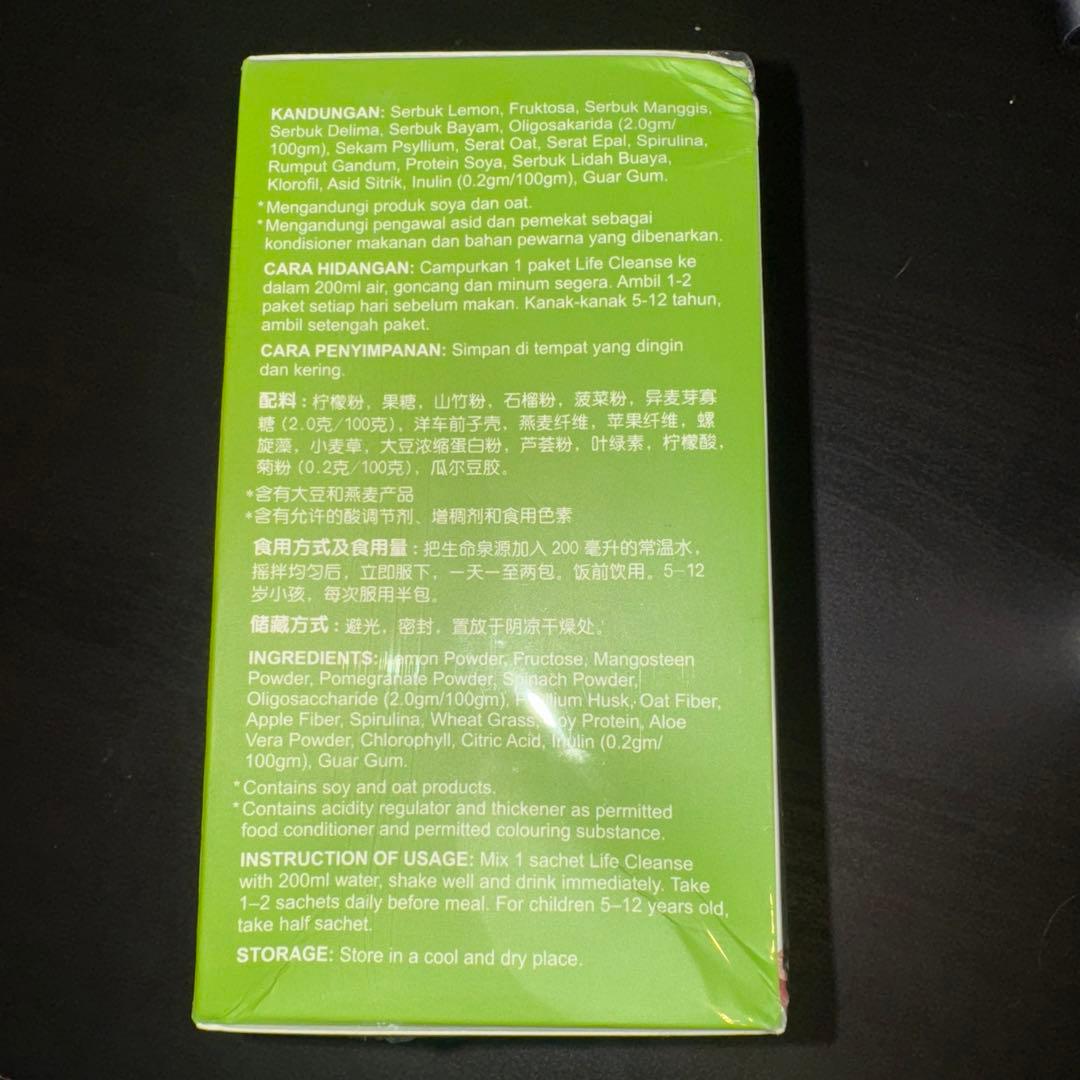 KANDUNGAN: Serbuk Lemon, Fruktosa, Serbuk Manggis,
Serbuk Delima, Serbuk Bayam, Oligosakarida (2.0gm/
100gm), Sekam Psyllium, Serat Oat, Serat Epal, Spirulina,
Rumput Gandum, Protein Soya, Serbuk Lidah Buaya,
Klorofil, Asid Sitrik, Inulin (0.2gm/100gm), Guar Gum.
*Mengandungi produk soya dan oat.
*Mengandungi pengawal asid dan pemekat sebagai
kondisioner makanan dan bahan pewarna yang dibenarkan.
CARA HIDANGAN: Campurkan 1 paket Life Cleanse ke
dalam 200ml air, goncang dan minum segera. Ambil 1-2
paket setiap hari sebelum makan. Kanak-kanak 5-12 tahun,
ambil setengah paket.
CARA PENYIMPANAN: Simpan di tempat yang dingin
dan kering.
配料：柠檬粉，果糖，山竹粉，石榴粉，菠菜粉，异麦芽寡
糖 (2.0克/100克)，洋车前子壳，燕麦纤维，苹果纤维，螺
旋藻，小麦草，大豆浓缩蛋白粉，芦荟粉，叶绿素，柠檬酸，
菊粉 (0.2克/100克)，瓜尔豆胶。
*含有大豆和燕麦产品
*含有允许的酸调节剂、增稠剂和食用色素
食用方式及食用量：把生命泉源加入 200 毫升的常温水，
摇拌均匀后，立即服下，一天一至两包。饭前饮用。5–12
岁小孩，每次服用半包。
储藏方式：避光，密封，置放于阴凉干燥处。
INGREDIENTS: Lemon Powder, Fructose, Mangosteen
Powder, Pomegranate Powder, Spinach Powder,
Oligosaccharide (2.0gm/100gm), Psyllium Husk, Oat Fiber,
Apple Fiber, Spirulina, Wheat Grass, Soy Protein, Aloe
Vera Powder, Chlorophyll, Citric Acid, Inulin (0.2gm/
100gm), Guar Gum.
*Contains soy and oat products.
*Contains acidity regulator and thickener as permitted
food conditioner and permitted colouring substance.
INSTRUCTION OF USAGE: Mix 1 sachet Life Cleanse
with 200ml water, shake well and drink immediately. Take
1–2 sachets daily before meal. For children 5–12 years old,
take half sachet.
STORAGE: Store in a cool and dry place.